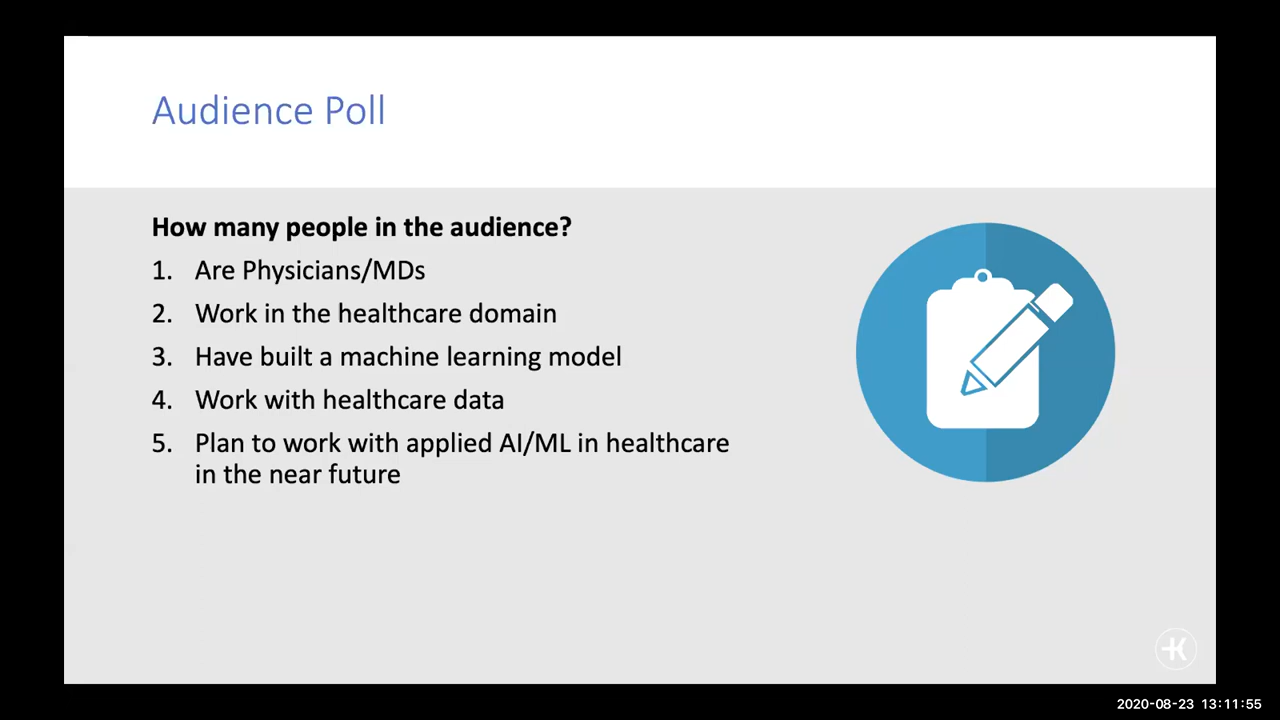 Audience Poll
How many people in the audience?
1. Are Physicians/MDs
2. Work in the healthcare domain
3. Have built a machine learning model
4. Work with healthcare data
5. Plan to work with applied AI/ML in healthcare
in the near future
K
2020-08-23 13:11:55